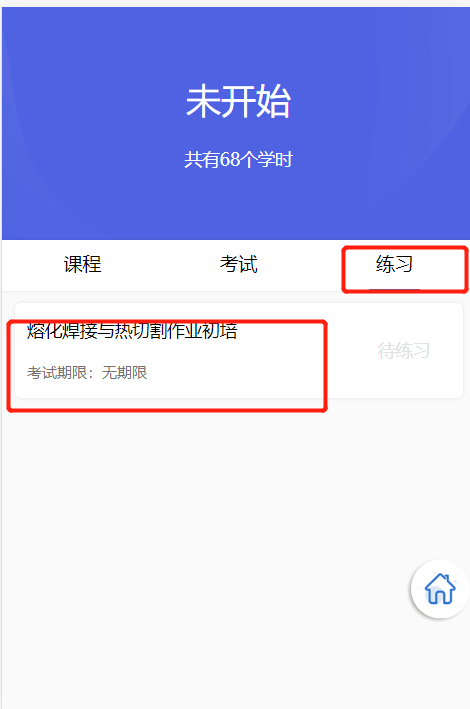 未开始
共有68个学时
课程 考试 练习
熔化焊接与热切割作业初培
待练习
考试期限：无期限